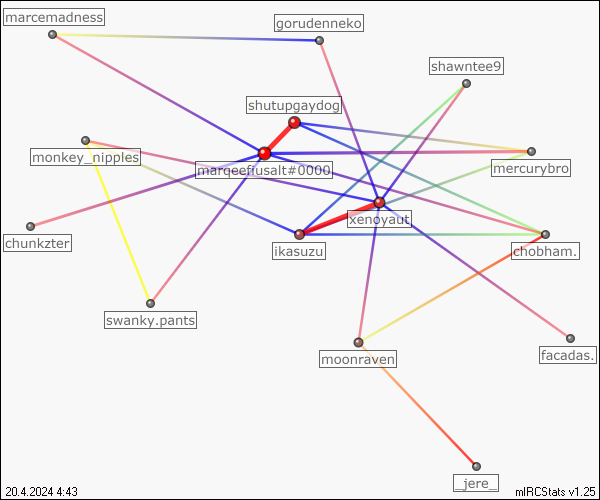 marcemadness
gorudenneko
shawntee9
shutupgaydog
monkey_nipples
marqeefiusalt#0000
mercurybro
xenoyaut
chunkzter
ikasuzu
chobham.
swanky.pants
moonraven
facadas.
_jere_
20.4.2024 4:43
mIRCStats v1.25